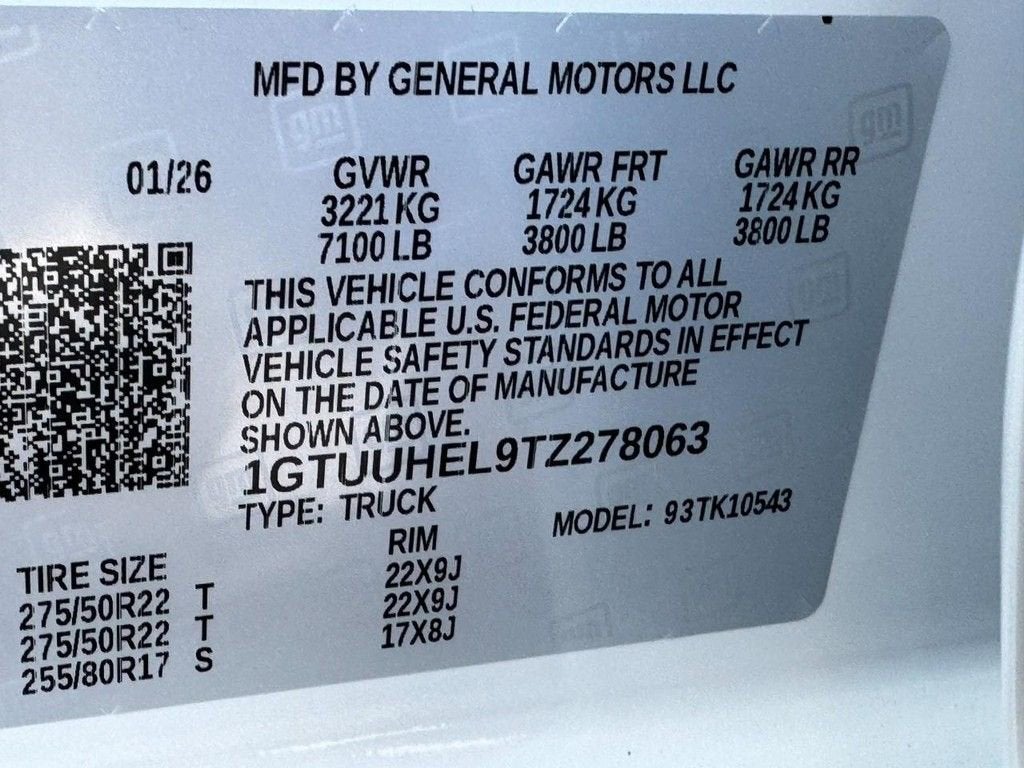 MFD BY GENERAL MOTORS LLC
01/26 GVWR GAWR FRT GAWR RR
3221 KG 1724 KG 1724 KG
7100 LB 3800 LB 3800 LB
THIS VEHICLE CONFORMS TO ALL
APPLICABLE U.S. FEDERAL MOTOR
VEHICLE SAFETY STANDARDS IN EFFECT
ON THE DATE OF MANUFACTURE
SHOWN ABOVE.
1GTUUHEL9TZ278063
TYPE: TRUCK MODEL: 93TK10543
TIRE SIZE RIM
275/50R22 T 22X9J
275/50R22 T 22X9J
255/80R17 S 17X8J
gm
gm